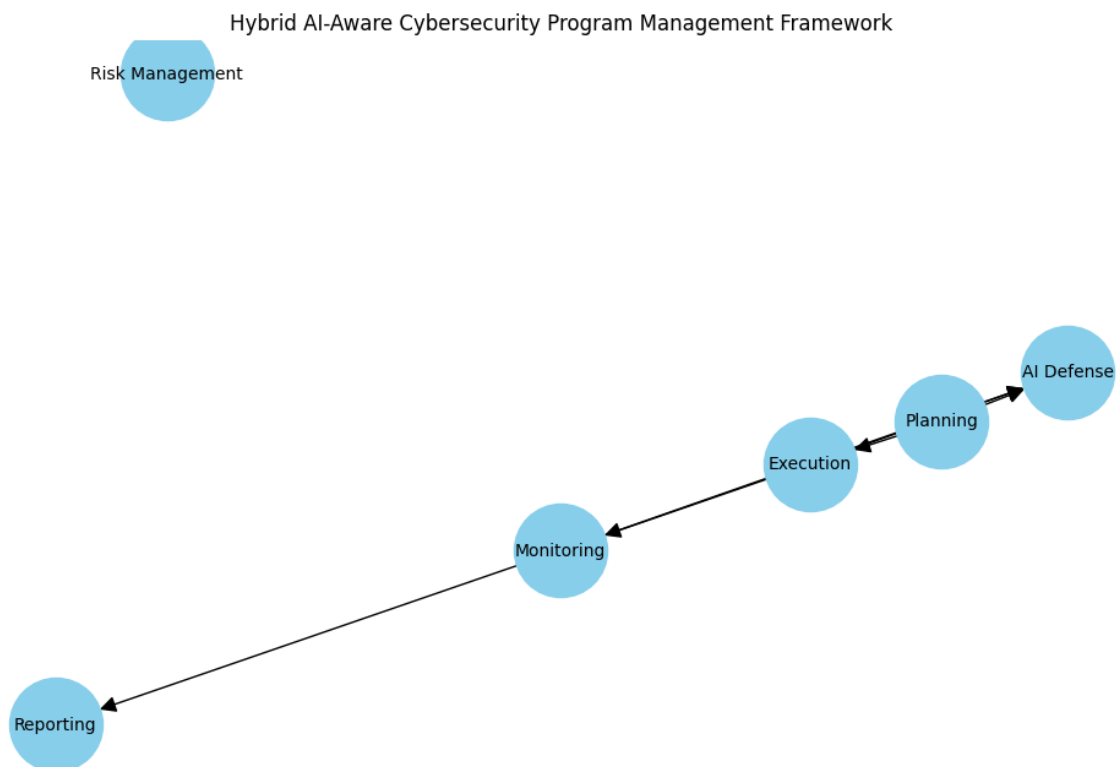 Hybrid AI-Aware Cybersecurity Program Management Framework
Risk Management
AI Defense
Planning
Execution
Monitoring
Reporting